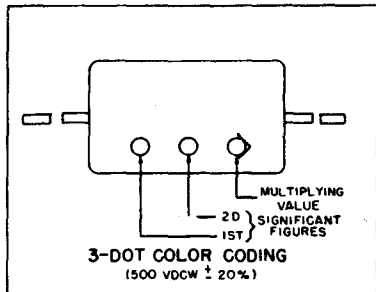 MULTIPLYING
VALUE
2D
SIGNIFICANT
1ST
FIGURES
3-DOT COLOR CODING
(500 VDCW ± 20%)